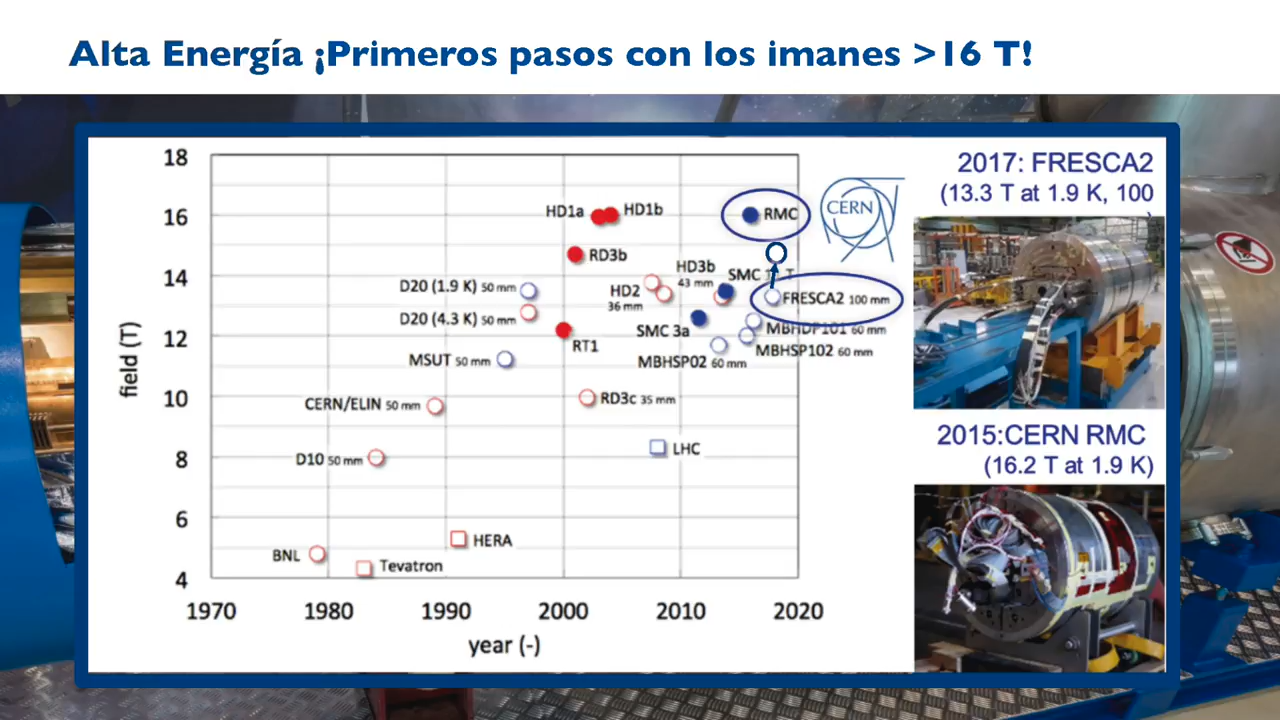 Alta Energía ¡Primeros pasos con los imanes >16 T!
18
16
14
12
10
8
6
4
field (T)
1970
1980
1990
2000
2010
2020
year (-)
HD1a
HD1b
RMC
CERN
RD3b
HD3b
43 mm
SMC
D20 (1.9 K) 50 mm
HD2
36 mm
FRESCA2 100 mm
D20 (4.3 K) 50 mm
SMC 3a
MBHDP101 60 mm
RT1
MBHSP102 60 mm
MSUT 50 mm
MBHSP02 60 mm
CERN/ELIN 50 mm
RD3c 35 mm
D10 50 mm
LHC
HERA
BNL
Tevatron
2017: FRESCA2
(13.3 T at 1.9 K, 100
2015:CERN RMC
(16.2 T at 1.9 K)